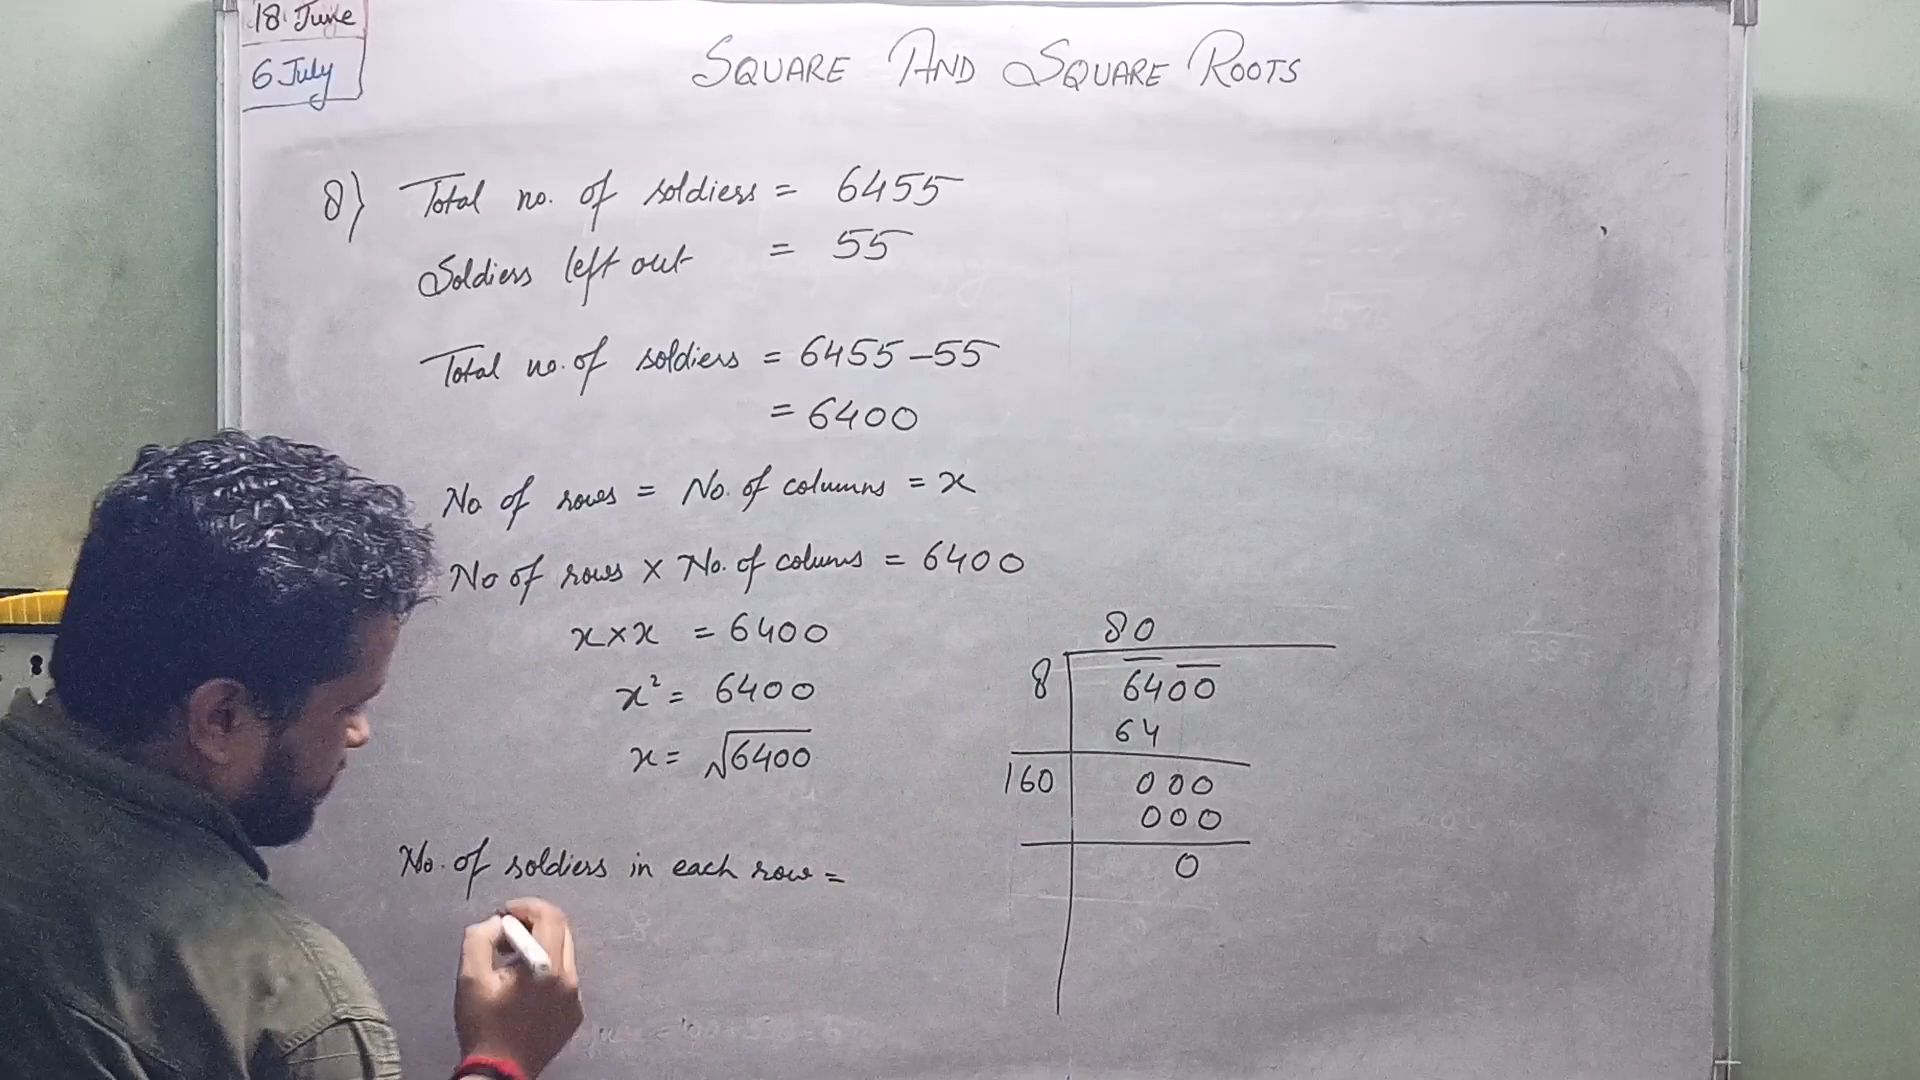 18 June
6 July
SQUARE AND SQUARE ROOTS
8) Total no. of soldiers = 6455
Soldiers left out = 55
Total no. of soldiers = 6455-55
= 6400
No of rows = No. of columns = x
No of rows x No. of colums = 6400
x×x = 6400
x² = 6400
x = √6400
No. of soldiers in each row =
80
8 6400
64
160 000
000
0